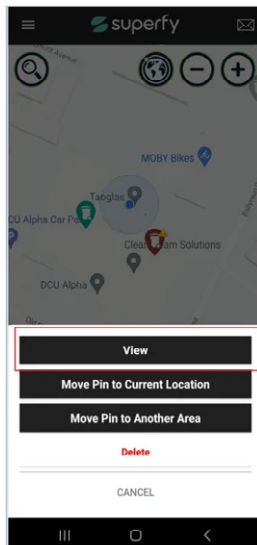 superfy
MOBY Bikes
Taoglas
DCU Alpha Car Pa
Clean Team Solutions
DCU Alpha
View
Move Pin to Current Location
Move Pin to Another Area
Delete
CANCEL